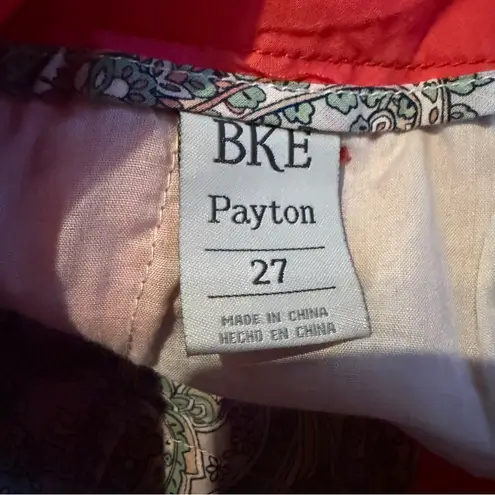 BKE
Payton
27
MADE IN CHINA
HECHO EN CHINA